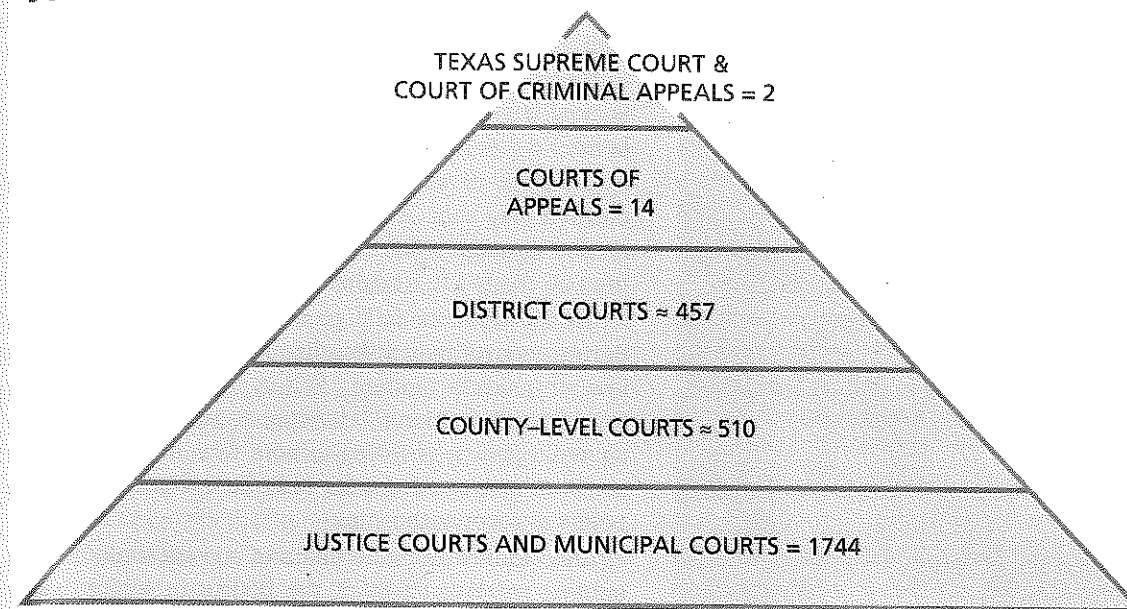 TEXAS SUPREME COURT &
COURT OF CRIMINAL APPEALS = 2
COURTS OF
APPEALS = 14
DISTRICT COURTS ≈ 457
COUNTY–LEVEL COURTS ≈ 510
JUSTICE COURTS AND MUNICIPAL COURTS = 1744